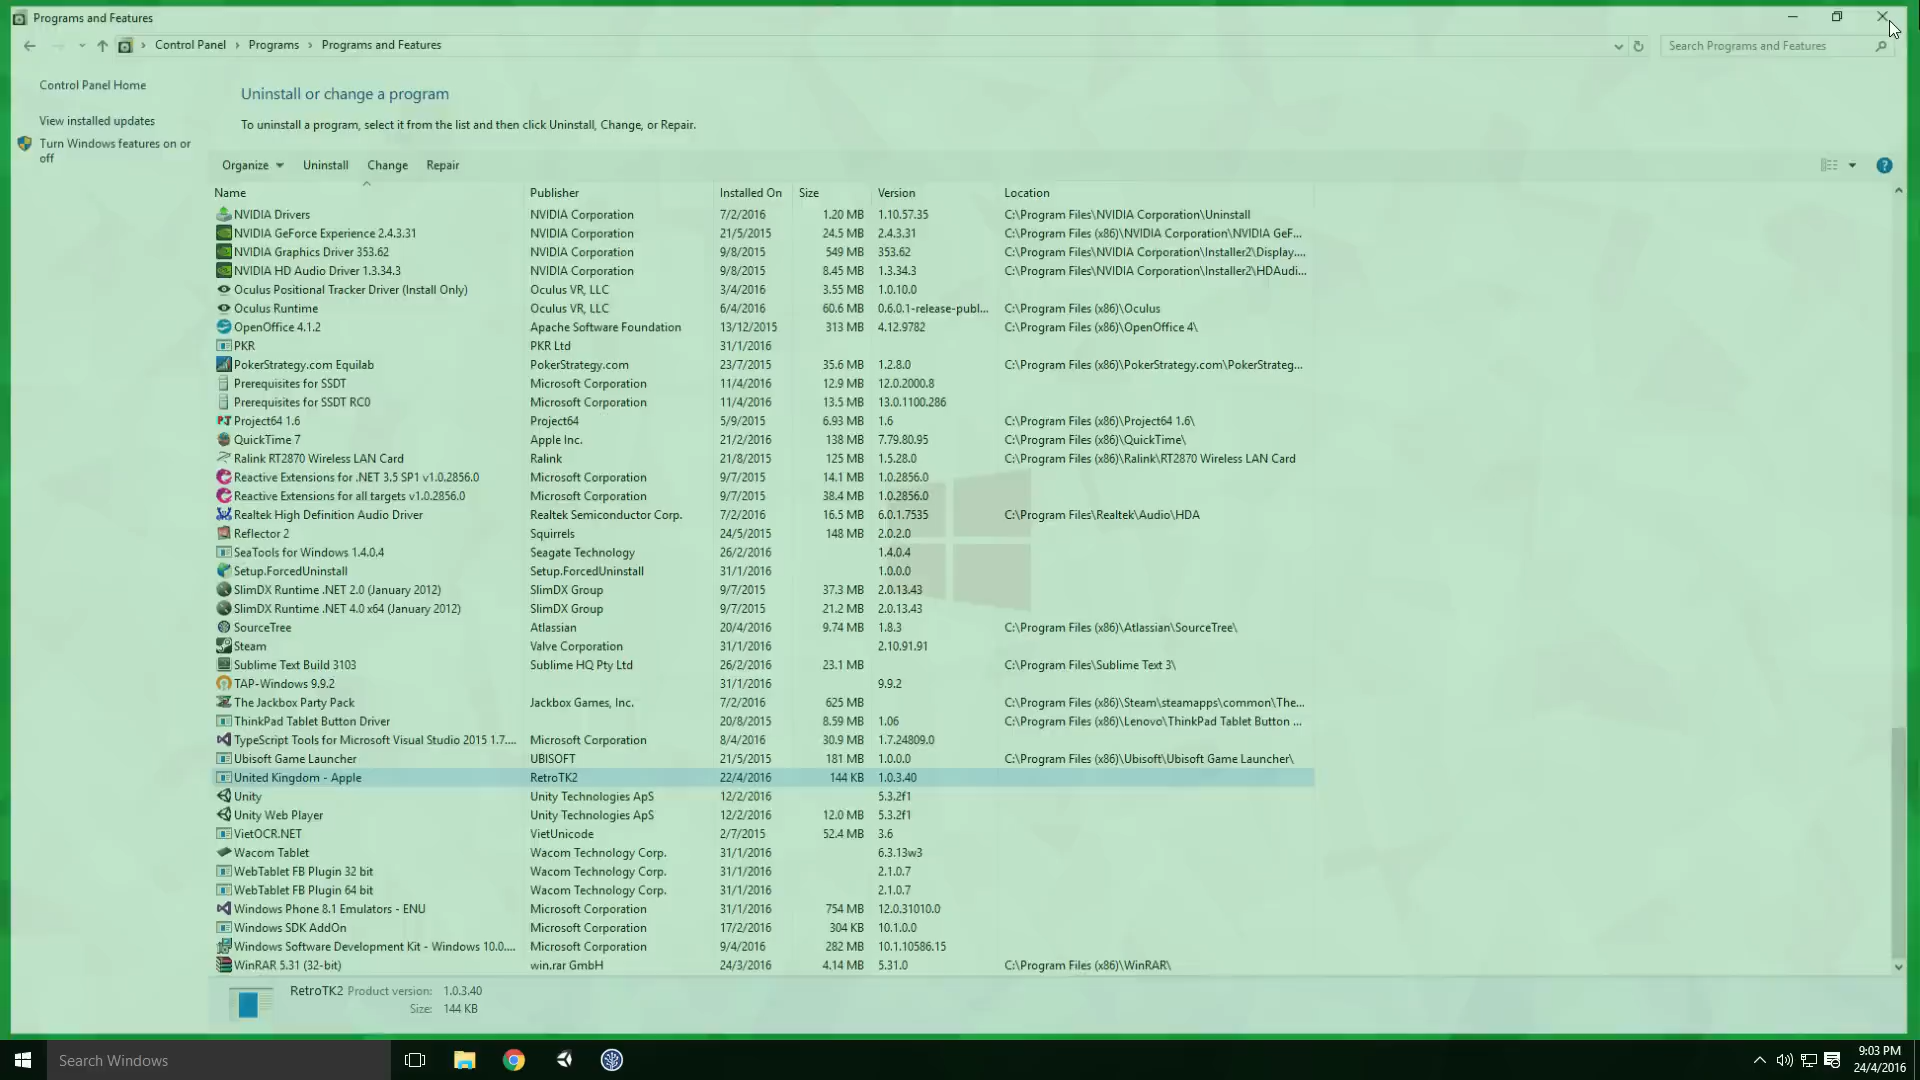 Programs and Features
Control Panel > Programs > Programs and Features
Search Programs and Features
Control Panel Home
View installed updates
Turn Windows features on or
off
Uninstall or change a program
To uninstall a program, select it from the list and then click Uninstall, Change, or Repair.
Organize Uninstall Change Repair
Name Publisher Installed On Size Version Location
NVIDIA Drivers NVIDIA Corporation 7/2/2016 1.20 MB 1.10.57.35 C:\Program Files\NVIDIA Corporation\Uninstall
NVIDIA GeForce Experience 2.4.3.31 NVIDIA Corporation 21/5/2015 24.5 MB 2.4.3.31 C:\Program Files (x86)\NVIDIA Corporation\NVIDIA GeF...
NVIDIA Graphics Driver 353.62 NVIDIA Corporation 9/8/2015 549 MB 353.62 C:\Program Files\NVIDIA Corporation\Installer2\Display....
NVIDIA HD Audio Driver 1.3.34.3 NVIDIA Corporation 9/8/2015 8.45 MB 1.3.34.3 C:\Program Files\NVIDIA Corporation\Installer2\HDAudi...
Oculus Positional Tracker Driver (Install Only) Oculus VR, LLC 3/4/2016 3.55 MB 1.0.10.0
Oculus Runtime Oculus VR, LLC 6/4/2016 60.6 MB 0.6.0.1-release-publ... C:\Program Files (x86)\Oculus
OpenOffice 4.1.2 Apache Software Foundation 13/12/2015 313 MB 4.12.9782 C:\Program Files (x86)\OpenOffice 4\
PKR PKR Ltd 31/1/2016
PokerStrategy.com Equilab PokerStrategy.com 23/7/2015 35.6 MB 1.2.8.0 C:\Program Files (x86)\PokerStrategy.com\PokerStrateg...
Prerequisites for SSDT Microsoft Corporation 11/4/2016 12.9 MB 12.0.2000.8
Prerequisites for SSDT RC0 Microsoft Corporation 11/4/2016 13.5 MB 13.0.1100.286
Project64 1.6 Project64 5/9/2015 6.93 MB 1.6 C:\Program Files (x86)\Project64 1.6\
QuickTime 7 Apple Inc. 21/2/2016 138 MB 7.79.80.95 C:\Program Files (x86)\QuickTime\
Ralink RT2870 Wireless LAN Card Ralink 21/8/2015 125 MB 1.5.28.0 C:\Program Files (x86)\Ralink\RT2870 Wireless LAN Card
Reactive Extensions for .NET 3.5 SP1 v1.0.2856.0 Microsoft Corporation 9/7/2015 14.1 MB 1.0.2856.0
Reactive Extensions for all targets v1.0.2856.0 Microsoft Corporation 9/7/2015 38.4 MB 1.0.2856.0
Realtek High Definition Audio Driver Realtek Semiconductor Corp. 7/2/2016 16.5 MB 6.0.1.7535 C:\Program Files\Realtek\Audio\HDA
Reflector 2 Squirrels 24/5/2015 148 MB 2.0.2.0
SeaTools for Windows 1.4.0.4 Seagate Technology 26/2/2016 1.4.0.4
Setup.ForcedUninstall Setup.ForcedUninstall 31/1/2016 1.0.0.0
SlimDX Runtime .NET 2.0 (January 2012) SlimDX Group 9/7/2015 37.3 MB 2.0.13.43
SlimDX Runtime .NET 4.0 x64 (January 2012) SlimDX Group 9/7/2015 21.2 MB 2.0.13.43
SourceTree Atlassian 20/4/2016 9.74 MB 1.8.3 C:\Program Files (x86)\Atlassian\SourceTree\
Steam Valve Corporation 31/1/2016 2.10.91.91
Sublime Text Build 3103 Sublime HQ Pty Ltd 26/2/2016 23.1 MB C:\Program Files\Sublime Text 3\
TAP-Windows 9.9.2 31/1/2016 9.9.2
The Jackbox Party Pack Jackbox Games, Inc. 7/2/2016 625 MB C:\Program Files (x86)\Steam\steamapps\common\The...
ThinkPad Tablet Button Driver 20/8/2015 8.59 MB 1.06 C:\Program Files (x86)\Lenovo\ThinkPad Tablet Button ...
TypeScript Tools for Microsoft Visual Studio 2015 1.7.... Microsoft Corporation 8/4/2016 30.9 MB 1.7.24809.0
Ubisoft Game Launcher UBISOFT 21/5/2015 181 MB 1.0.0.0 C:\Program Files (x86)\Ubisoft\Ubisoft Game Launcher\
United Kingdom - Apple RetroTK2 22/4/2016 144 KB 1.0.3.40
Unity Unity Technologies ApS 12/2/2016 5.3.2f1
Unity Web Player Unity Technologies ApS 12/2/2016 12.0 MB 5.3.2f1
VietOCR.NET VietUnicode 2/7/2015 52.4 MB 3.6
Wacom Tablet Wacom Technology Corp. 31/1/2016 6.3.13w3
WebTablet FB Plugin 32 bit Wacom Technology Corp. 31/1/2016 2.1.0.7
WebTablet FB Plugin 64 bit Wacom Technology Corp. 31/1/2016 2.1.0.7
Windows Phone 8.1 Emulators - ENU Microsoft Corporation 31/1/2016 754 MB 12.0.31010.0
Windows SDK AddOn Microsoft Corporation 17/2/2016 304 KB 10.1.0.0
Windows Software Development Kit - Windows 10.0.... Microsoft Corporation 9/4/2016 282 MB 10.1.10586.15
WinRAR 5.31 (32-bit) win.rar GmbH 24/3/2016 4.14 MB 5.31.0 C:\Program Files (x86)\WinRAR\
RetroTK2 Product version: 1.0.3.40
Size: 144 KB
Search Windows
9:03 PM
24/4/2016